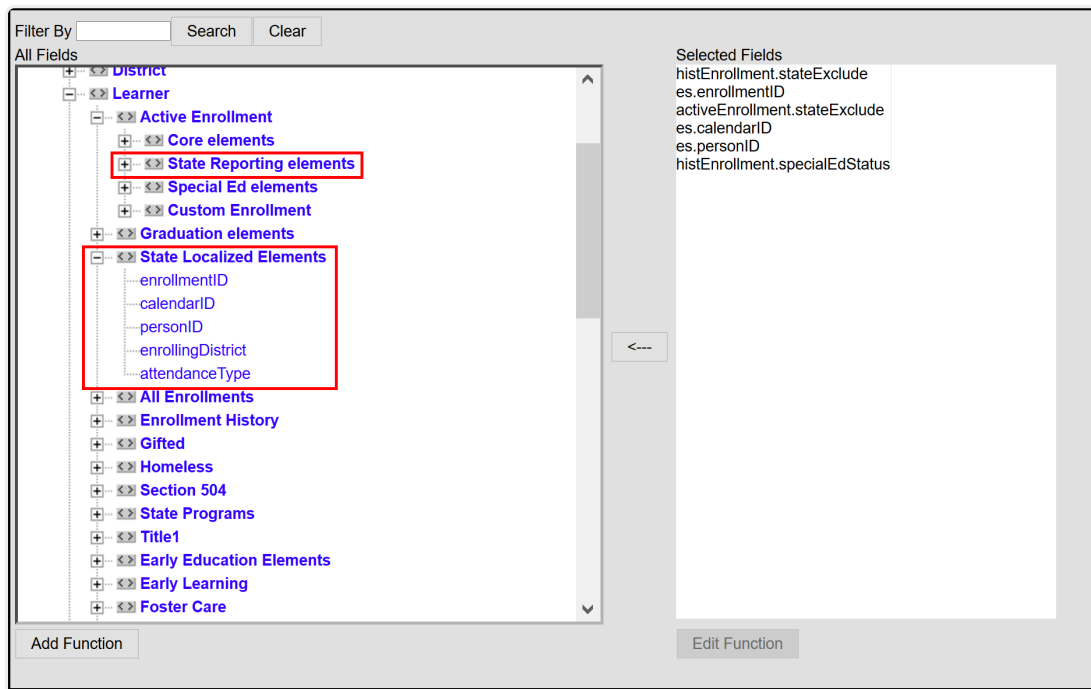 Filter By Search Clear
All Fields
District
Learner
Active Enrollment
Core elements
State Reporting elements
Special Ed elements
Custom Enrollment
Graduation elements
State Localized Elements
enrollmentID
calendarID
personID
enrollingDistrict
attendanceType
All Enrollments
Enrollment History
Gifted
Homeless
Section 504
State Programs
Title1
Early Education Elements
Early Learning
Foster Care
Add Function
<---
Selected Fields
histEnrollment.stateExclude
es.enrollmentID
activeEnrollment.stateExclude
es.calendarID
es.personID
histEnrollment.specialEdStatus
Edit Function